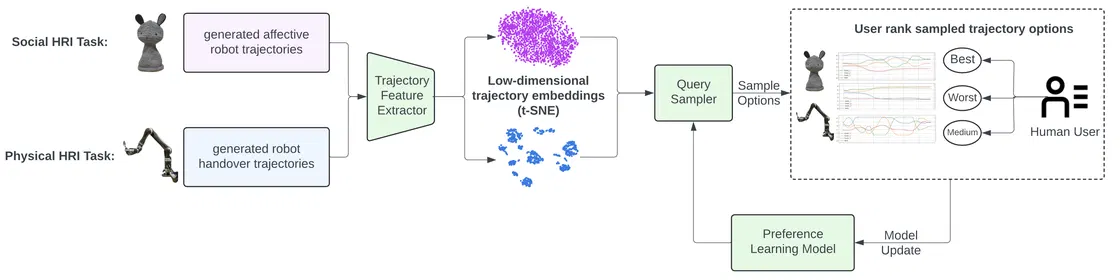 Social HRI Task:
generated affective
robot trajectories
Physical HRI Task:
generated robot
handover trajectories
Trajectory
Feature
Extractor
Low-dimensional
trajectory embeddings
(t-SNE)
Query
Sampler
Sample
Options
User rank sampled trajectory options
Best
Worst
Medium
Human User
Preference
Learning Model
Model
Update